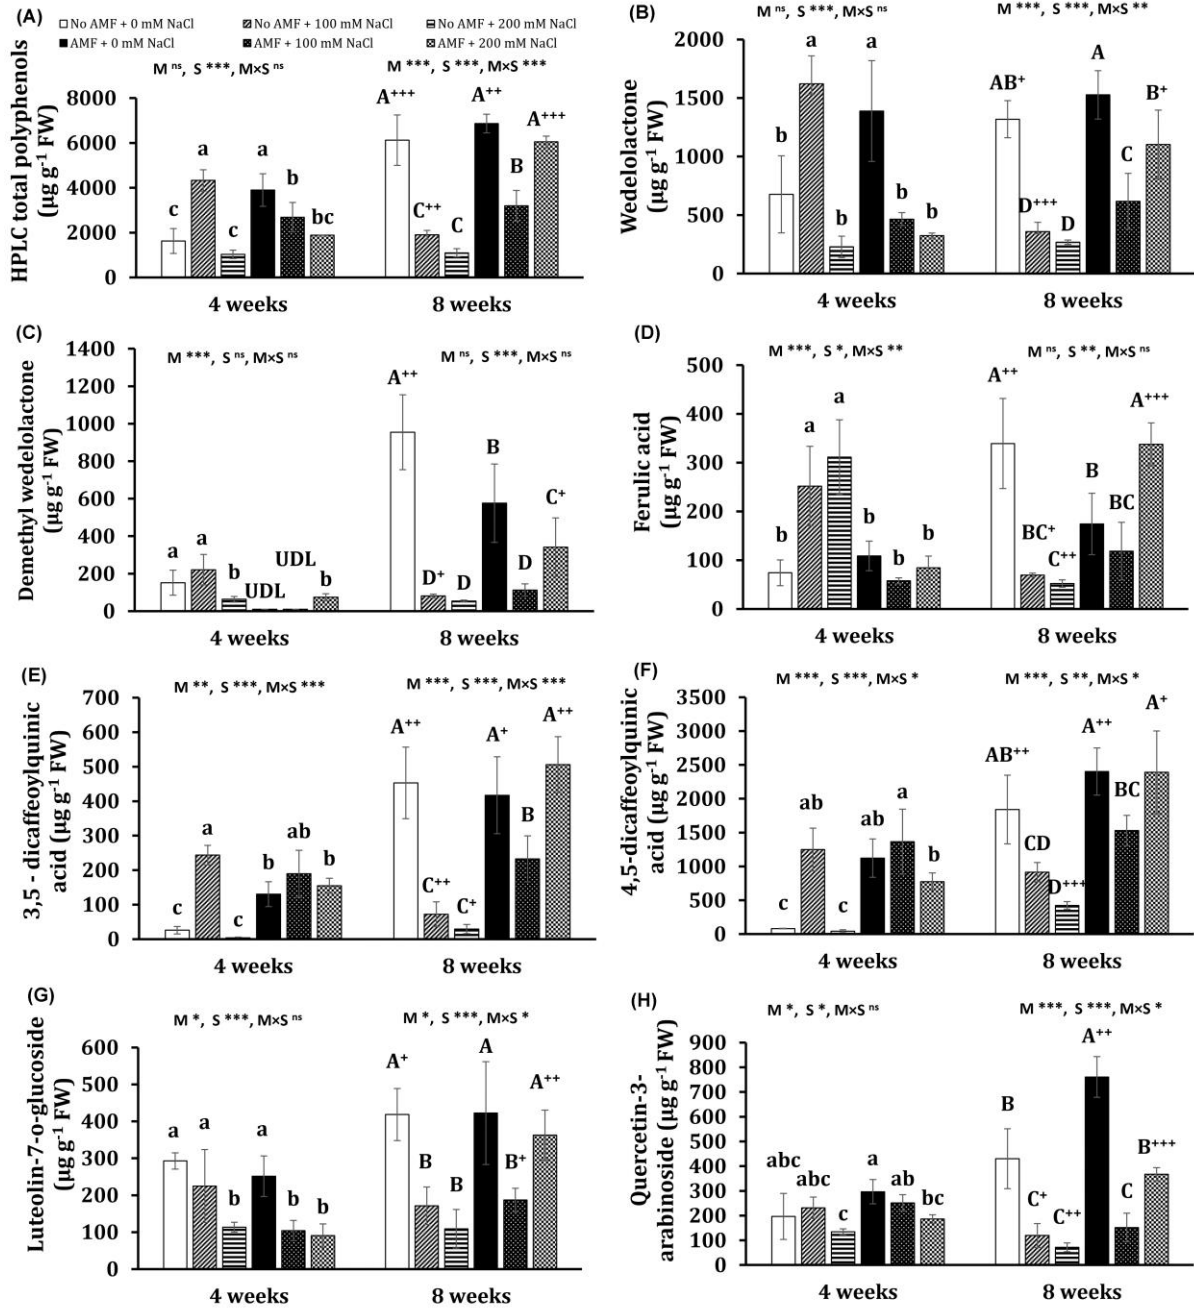 (A)
□ No AMF + 0 mM NaCl ▨ No AMF + 100 mM NaCl ▤ No AMF + 200 mM NaCl
■ AMF + 0 mM NaCl ▩ AMF + 100 mM NaCl ▩ AMF + 200 mM NaCl
M ns, S ***, M×S ns
M ***, S ***, M×S ***
HPLC total polyphenols
(µg g-1 FW)
8000
6000
4000
2000
0
c a c a b bc
A+++ C++ C A++ B A+++
4 weeks 8 weeks
(B)
M ns, S ***, M×S ns
M ***, S ***, M×S **
Wedelolactone
(µg g-1 FW)
2000
1500
1000
500
0
b a b a b b
AB+ D+++ D A C B+
4 weeks 8 weeks
(C)
M ***, S ns, M×S ns
M ns, S ***, M×S ns
Demethyl wedelolactone
(µg g-1 FW)
1400
1200
1000
800
600
400
200
0
a a b UDL UDL b
A++ D+ D B D C+
4 weeks 8 weeks
(D)
M ***, S *, M×S **
M ns, S **, M×S ns
Ferulic acid
(µg g-1 FW)
500
400
300
200
100
0
b a a b b b
A++ BC+ C++ B BC A+++
4 weeks 8 weeks
(E)
M **, S ***, M×S ***
M ***, S ***, M×S ***
3,5 - dicaffeoylquinic
acid (µg g-1 FW)
700
600
500
400
300
200
100
0
c a c b ab b
A++ C++ C+ A+ B A++
4 weeks 8 weeks
(F)
M ***, S ***, M×S *
M ***, S **, M×S *
4,5-dicaffeoylquinic
acid (µg g-1 FW)
3500
3000
2500
2000
1500
1000
500
0
c ab c ab a b
AB++ CD D+++ A++ BC A+
4 weeks 8 weeks
(G)
M *, S ***, M×S ns
M *, S ***, M×S *
Luteolin-7-o-glucoside
(µg g-1 FW)
600
500
400
300
200
100
0
a a b a b b
A+ B B A B+ A++
4 weeks 8 weeks
(H)
M *, S *, M×S ns
M ***, S ***, M×S *
Quercetin-3-
arabinoside (µg g-1 FW)
900
800
700
600
500
400
300
200
100
0
abc abc c a ab bc
B C+ C++ A++ C B+++
4 weeks 8 weeks